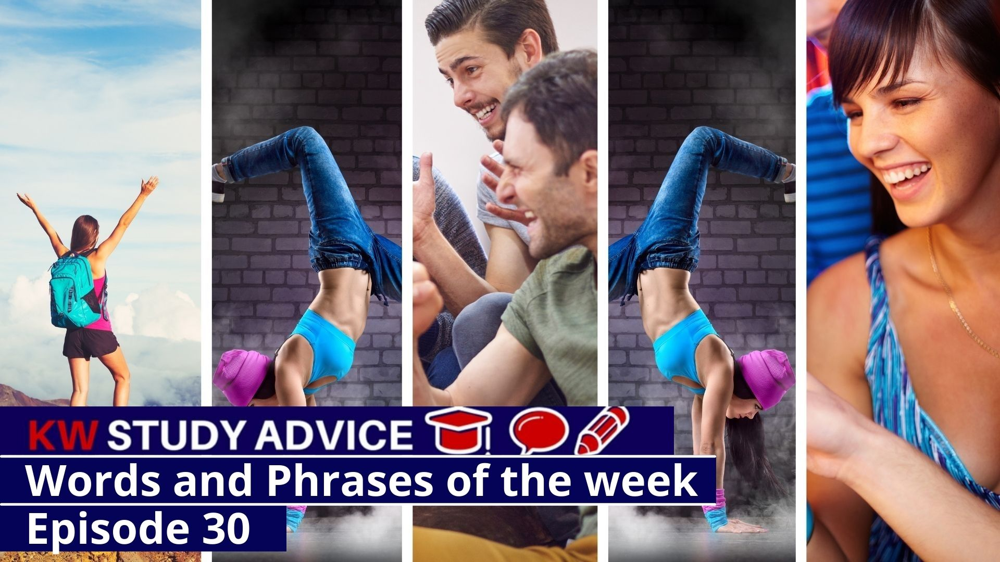 KW STUDY ADVICE
Words and Phrases of the week
Episode 30